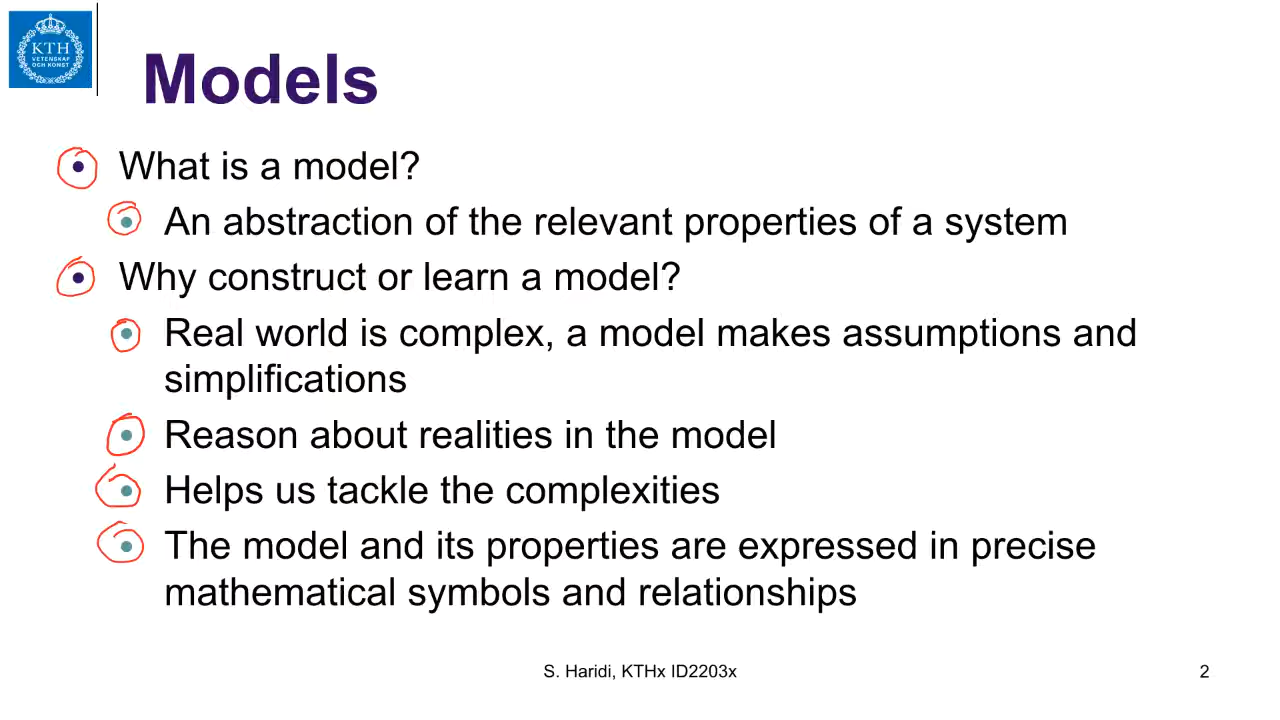 KTH
VETENSKAP
OCH KONST
Models
What is a model?
An abstraction of the relevant properties of a system
Why construct or learn a model?
Real world is complex, a model makes assumptions and
simplifications
Reason about realities in the model
Helps us tackle the complexities
The model and its properties are expressed in precise
mathematical symbols and relationships
S. Haridi, KTHx ID2203x
2